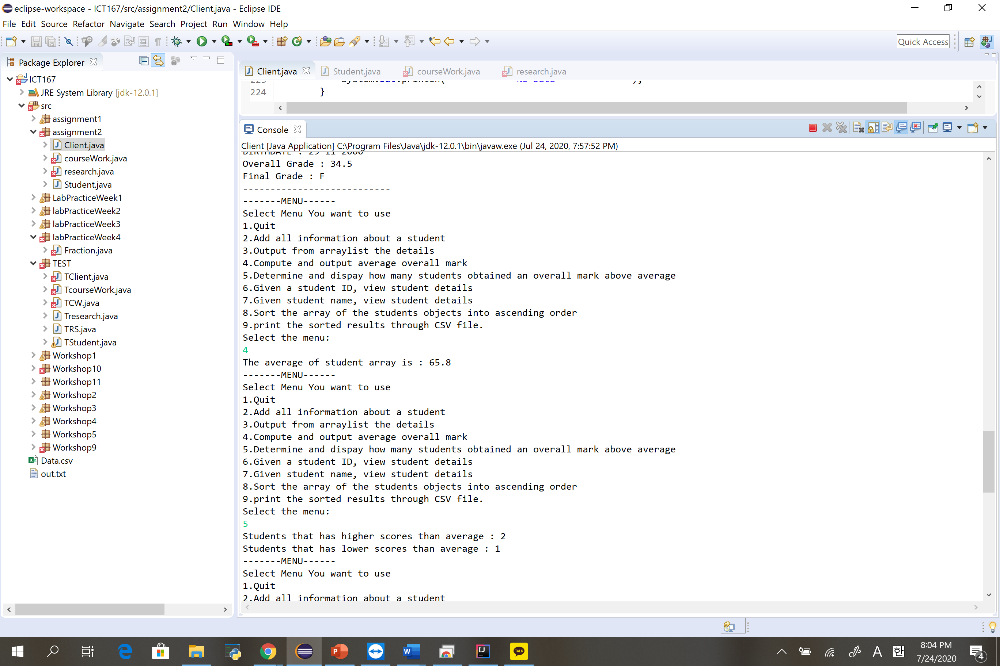 eclipse-workspace - ICT167/src/assignment2/Client.java - Eclipse IDE
File Edit Source Refactor Navigate Search Project Run Window Help
Quick Access
Package Explorer
ICT167
JRE System Library [jdk-12.0.1]
src
assignment1
assignment2
Client.java
courseWork.java
research.java
Student.java
LabPracticeWeek1
labPracticeWeek2
labPracticeWeek3
labPracticeWeek4
Fraction.java
TEST
TClient.java
TcourseWork.java
TCW.java
Tresearch.java
TRS.java
TStudent.java
Workshop1
Workshop10
Workshop11
Workshop2
Workshop3
Workshop4
Workshop5
Workshop9
Data.csv
out.txt
Client.java Student.java courseWork.java research.java
224 }
Console
Client [Java Application] C:\Program Files\Java\jdk-12.0.1\bin\javaw.exe (Jul 24, 2020, 7:57:52 PM)
BIRTHDATE : 29-11-2000
Overall Grade : 34.5
Final Grade : F
---------------------------
-------MENU------
Select Menu You want to use
1.Quit
2.Add all information about a student
3.Output from arraylist the details
4.Compute and output average overall mark
5.Determine and dispay how many students obtained an overall mark above average
6.Given a student ID, view student details
7.Given student name, view student details
8.Sort the array of the students objects into ascending order
9.print the sorted results through CSV file.
Select the menu:
4
The average of student array is : 65.8
-------MENU------
Select Menu You want to use
1.Quit
2.Add all information about a student
3.Output from arraylist the details
4.Compute and output average overall mark
5.Determine and dispay how many students obtained an overall mark above average
6.Given a student ID, view student details
7.Given student name, view student details
8.Sort the array of the students objects into ascending order
9.print the sorted results through CSV file.
Select the menu:
5
Students that has higher scores than average : 2
Students that has lower scores than average : 1
-------MENU------
Select Menu You want to use
1.Quit
2.Add all information about a student
TALK
A 한
8:04 PM
7/24/2020
4